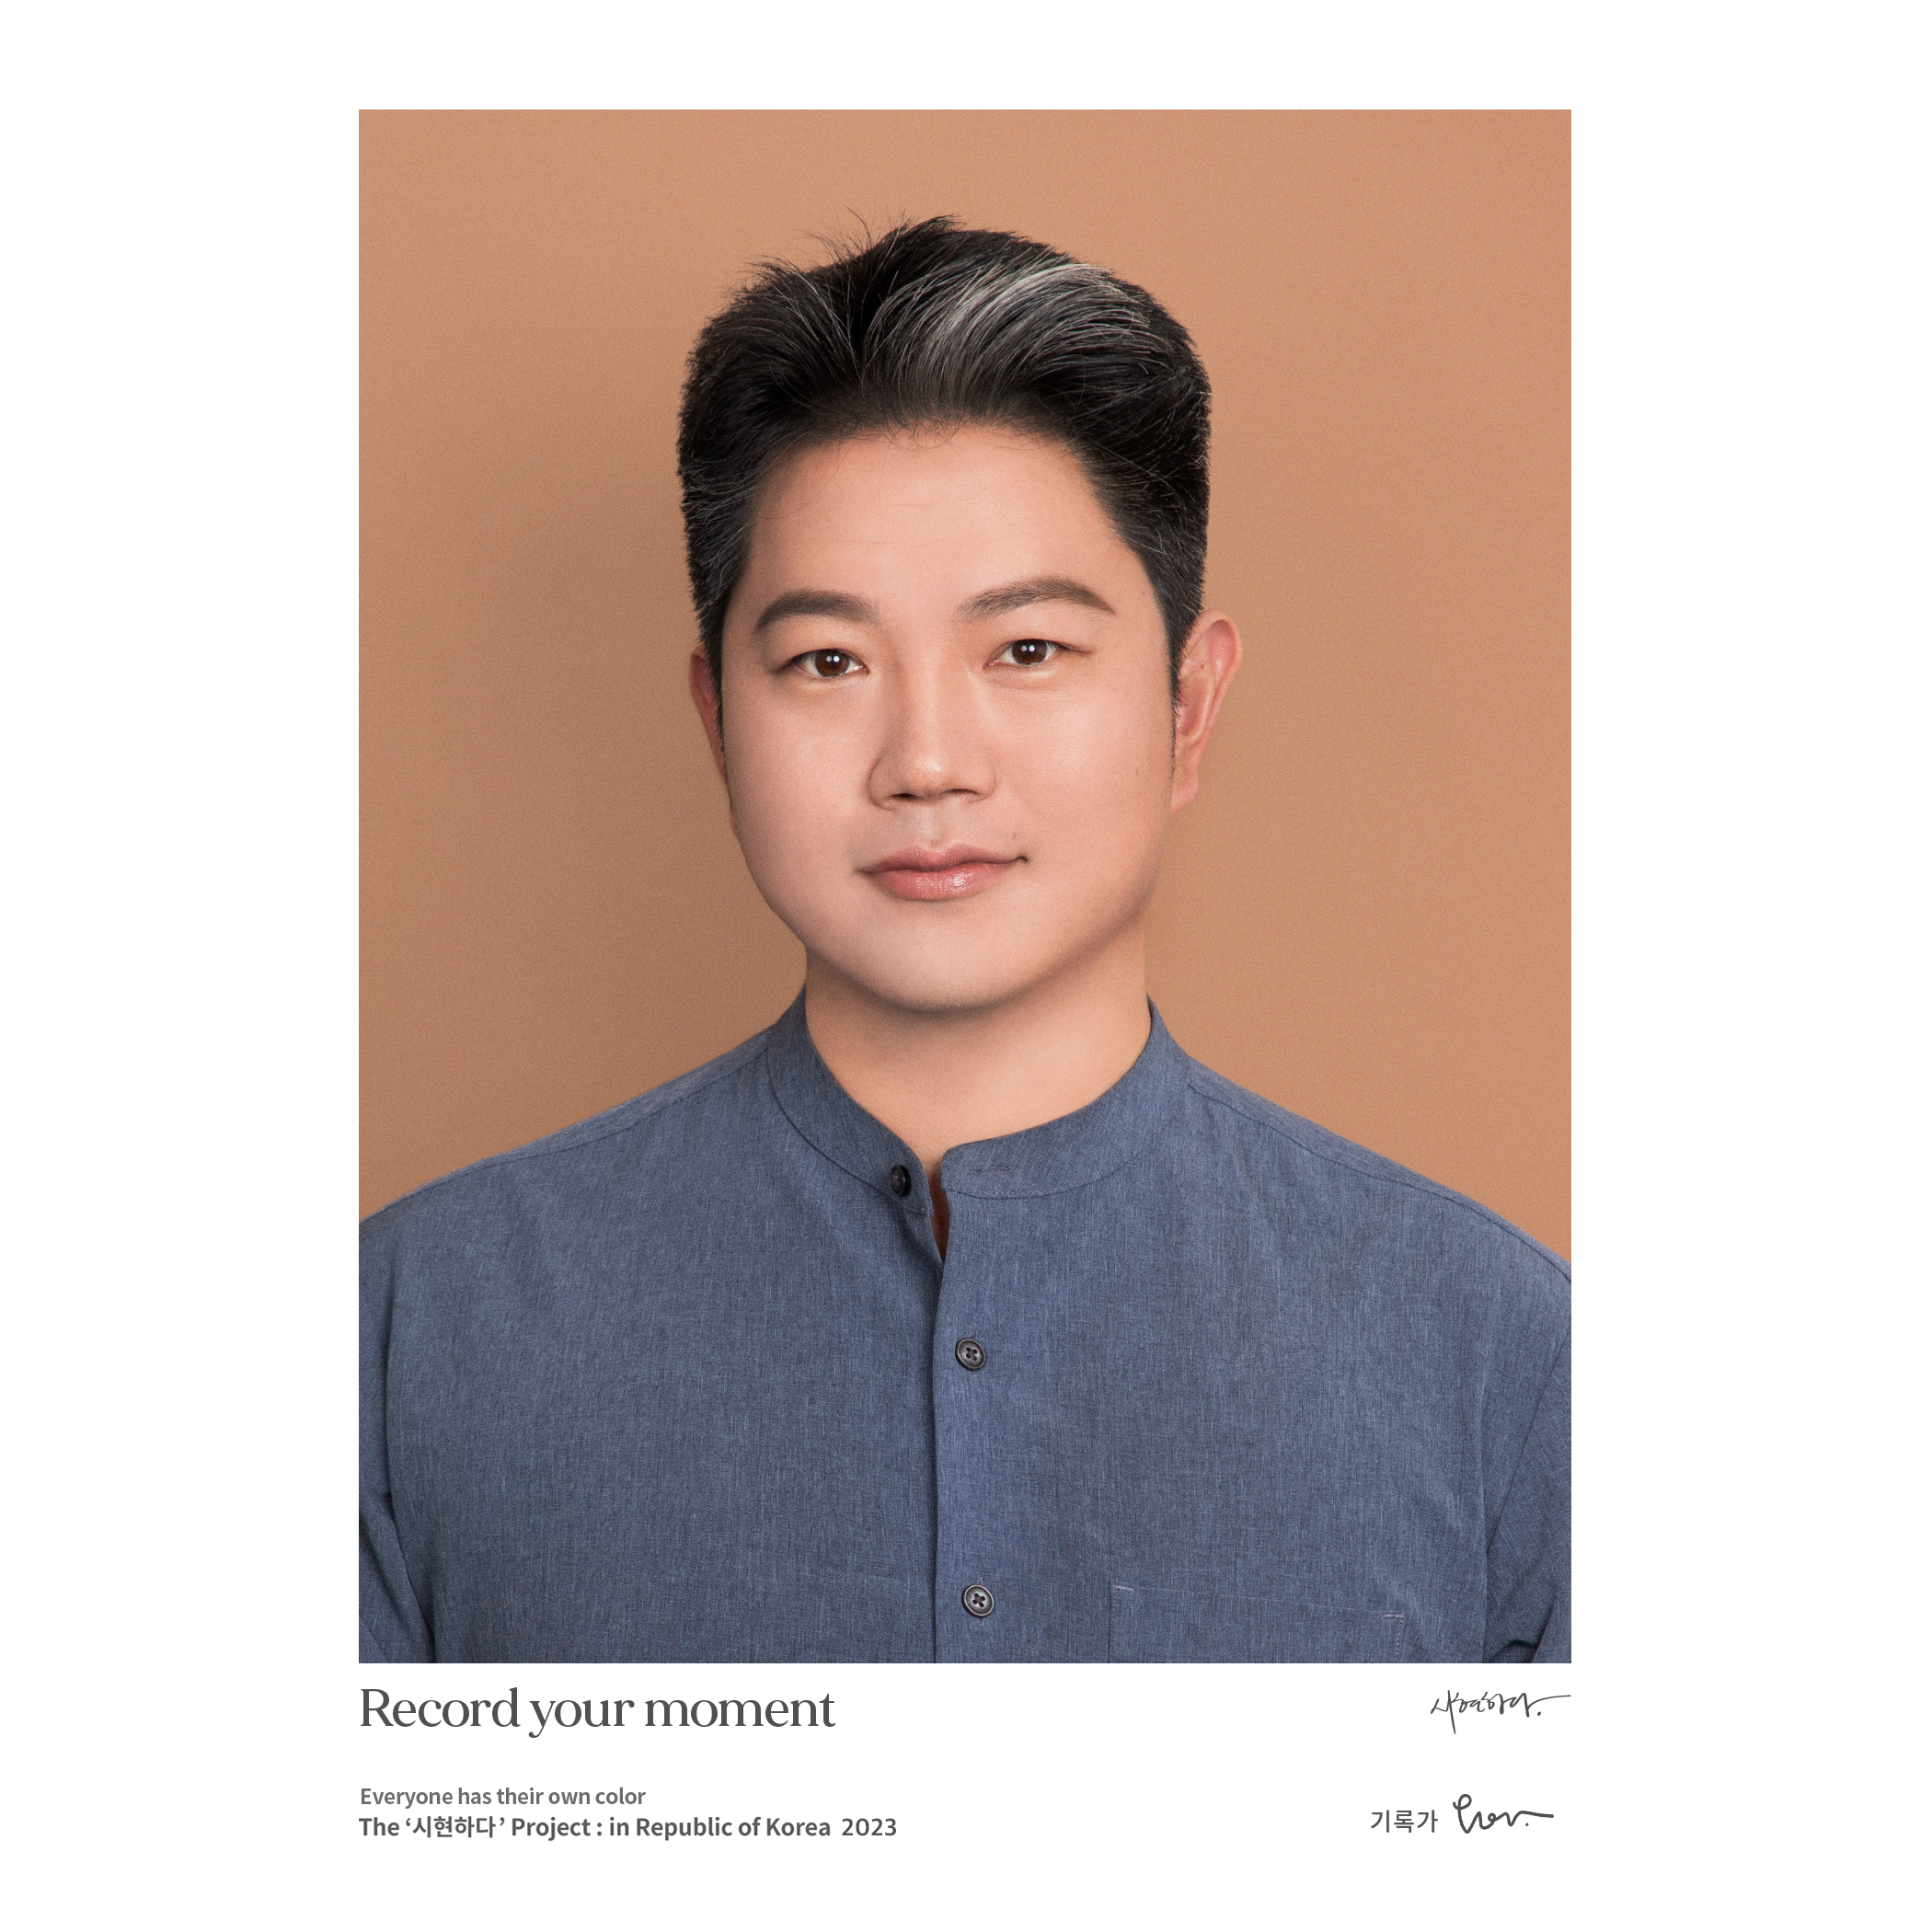 Record your moment
시현하다.
Everyone has their own color
The ‘시현하다’ Project : in Republic of Korea 2023
기록가